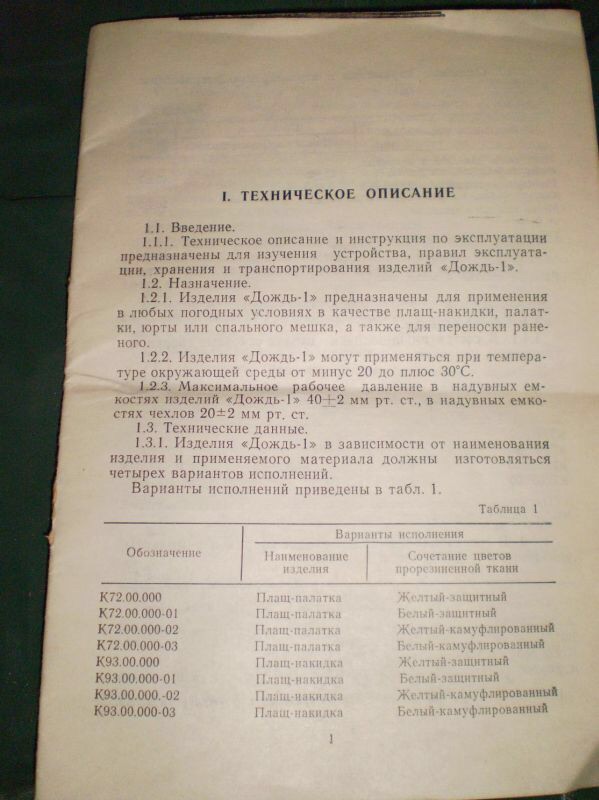 I. ТЕХНИЧЕСКОЕ ОПИСАНИЕ
1.1. Введение.
1.1.1. Техническое описание и инструкция по эксплуатации
предназначены для изучения устройства, правил эксплуата-
ции, хранения и транспортирования изделий «Дождь-1».
1.2. Назначение.
1.2.1. Изделия «Дождь-1» предназначены для применения
в любых погодных условиях в качестве плащ-накидки, палат-
ки, юрты или спального мешка, а также для переноски ране-
ного.
1.2.2. Изделия «Дождь-1» могут применяться при темпера-
туре окружающей среды от минус 20 до плюс 30°С.
1.2.3. Максимальное рабочее давление в надувных ем-
костях изделий «Дождь-1» 40±2 мм рт. ст., в надувных емко-
стях чехлов 20±2 мм рт. ст.
1.3. Технические данные.
1.3.1. Изделия «Дождь-1» в зависимости от наименования
изделия и применяемого материала должны изготовляться
четырех вариантов исполнений.
Варианты исполнений приведены в табл. 1.
Таблица 1
Обозначение
Варианты исполнения
Наименование изделия
Сочетание цветов прорезиненной ткани
К72.00.000 Плащ-палатка Желтый-защитный
К72.00.000-01 Плащ-палатка Белый-защитный
К72.00.000-02 Плащ-палатка Желтый-камуфлированный
К72.00.000-03 Плащ-палатка Белый-камуфлированный
К93.00.000 Плащ-накидка Желтый-защитный
К93.00.000-01 Плащ-накидка Белый-защитный
К93.00.000.-02 Плащ-накидка Желтый-камуфлированный
К93.00.000-03 Плащ-накидка Белый-камуфлированный